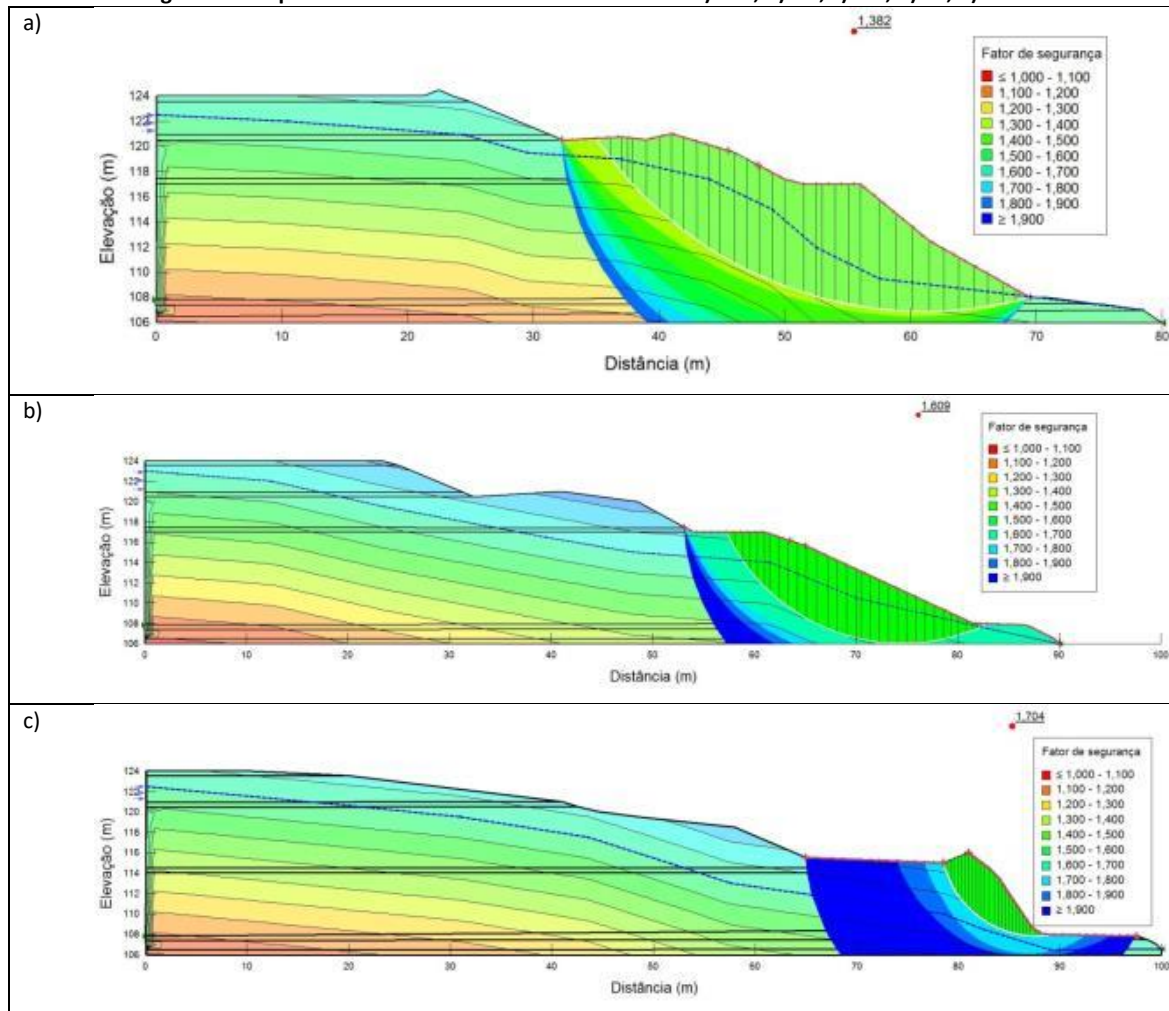 a)
1,382
Fator de segurança
≤ 1,000 - 1,100
1,100 - 1,200
1,200 - 1,300
1,300 - 1,400
1,400 - 1,500
1,500 - 1,600
1,600 - 1,700
1,700 - 1,800
1,800 - 1,900
≥ 1,900
Elevação (m)
124
122
120
118
116
114
112
110
108
106
0 10 20 30 40 50 60 70 80
Distância (m)
b)
1,609
Fator de segurança
≤ 1,000 - 1,100
1,100 - 1,200
1,200 - 1,300
1,300 - 1,400
1,400 - 1,500
1,500 - 1,600
1,600 - 1,700
1,700 - 1,800
1,800 - 1,900
≥ 1,900
Elevação (m)
124
122
120
118
116
114
112
110
108
106
0 10 20 30 40 50 60 70 80 90 100
Distância (m)
c)
1,704
Fator de segurança
≤ 1,000 - 1,100
1,100 - 1,200
1,200 - 1,300
1,300 - 1,400
1,400 - 1,500
1,500 - 1,600
1,600 - 1,700
1,700 - 1,800
1,800 - 1,900
≥ 1,900
Elevação (m)
124
122
120
118
116
114
112
110
108
106
0 10 20 30 40 50 60 70 80 90 100
Distância (m)